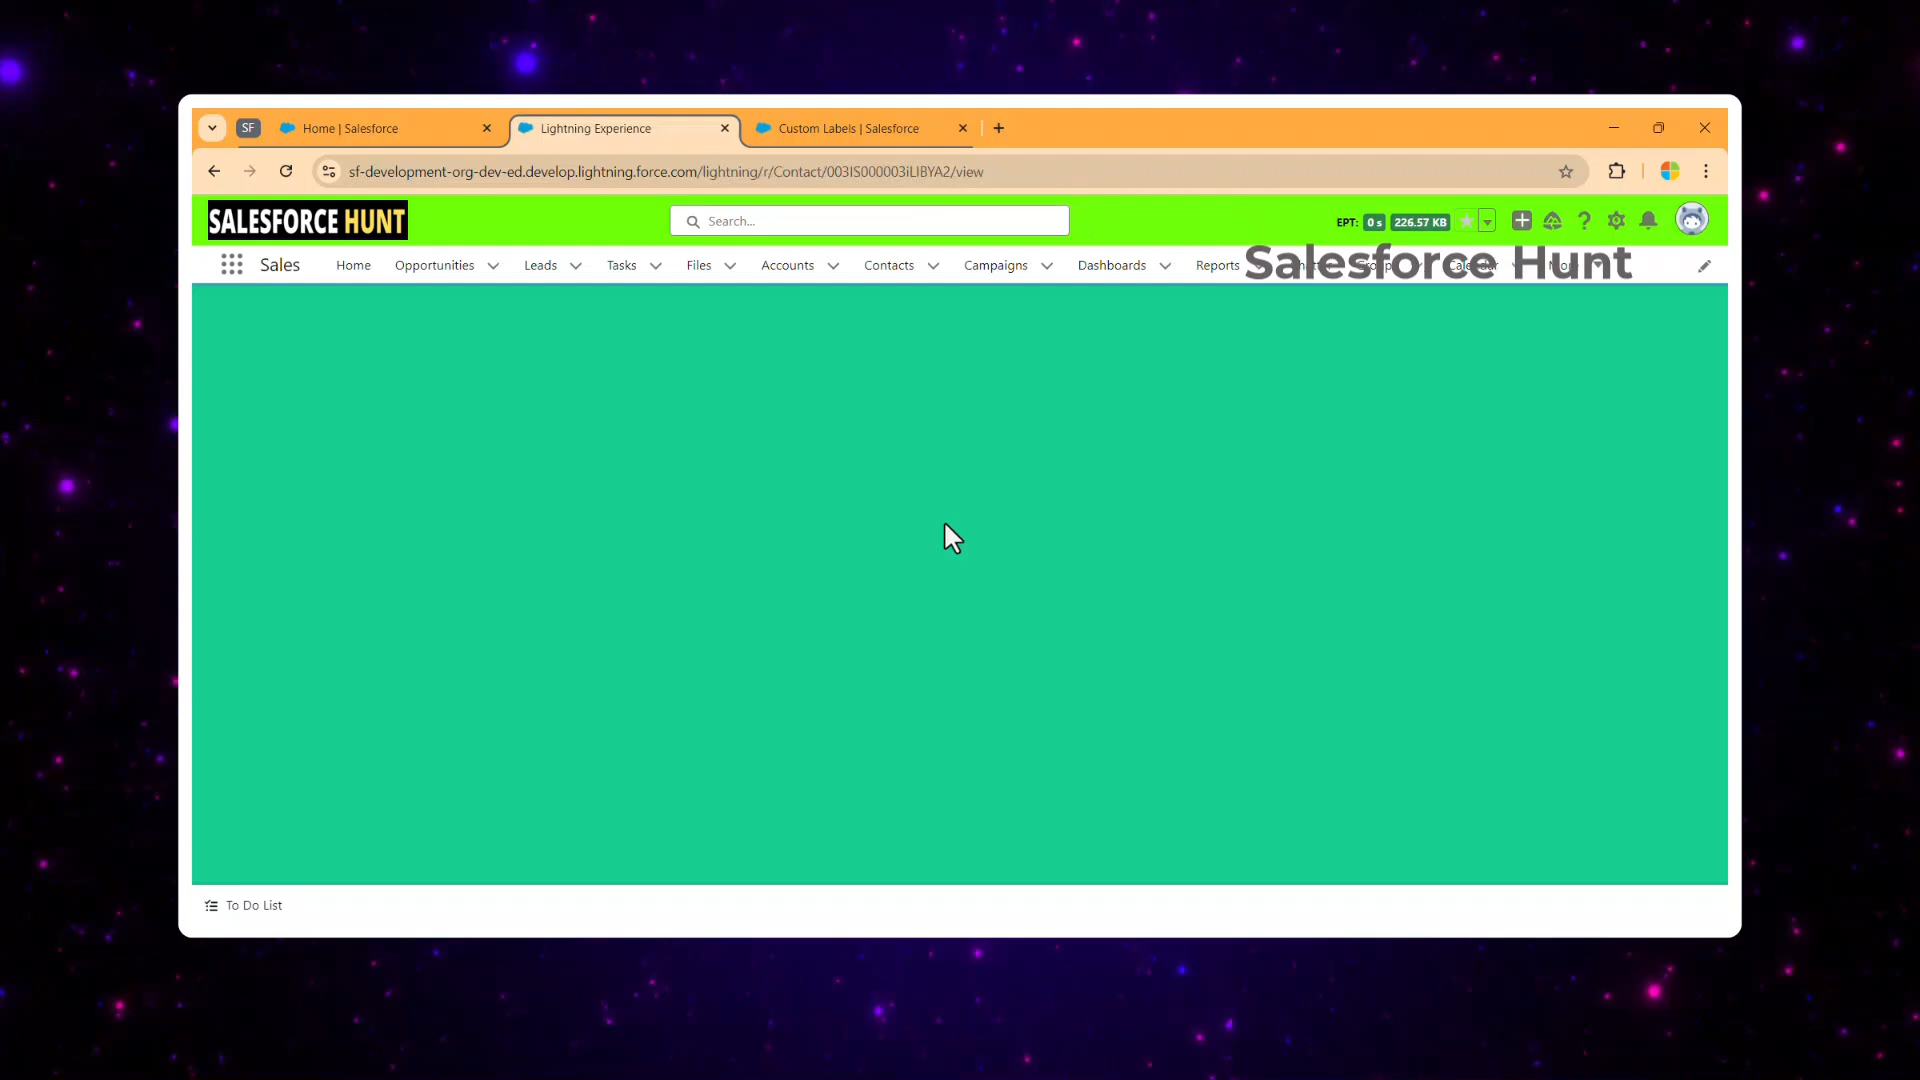 SF
Home | Salesforce
Lightning Experience
Custom Labels | Salesforce
sf-development-org-dev-ed.develop.lightning.force.com/lightning/r/Contact/003IS000003iLIBYA2/view
SALESFORCE HUNT
Search...
EPT: 0 s 226.57 KB
Sales
Home
Opportunities
Leads
Tasks
Files
Accounts
Contacts
Campaigns
Dashboards
Reports
Salesforce Hunt
To Do List